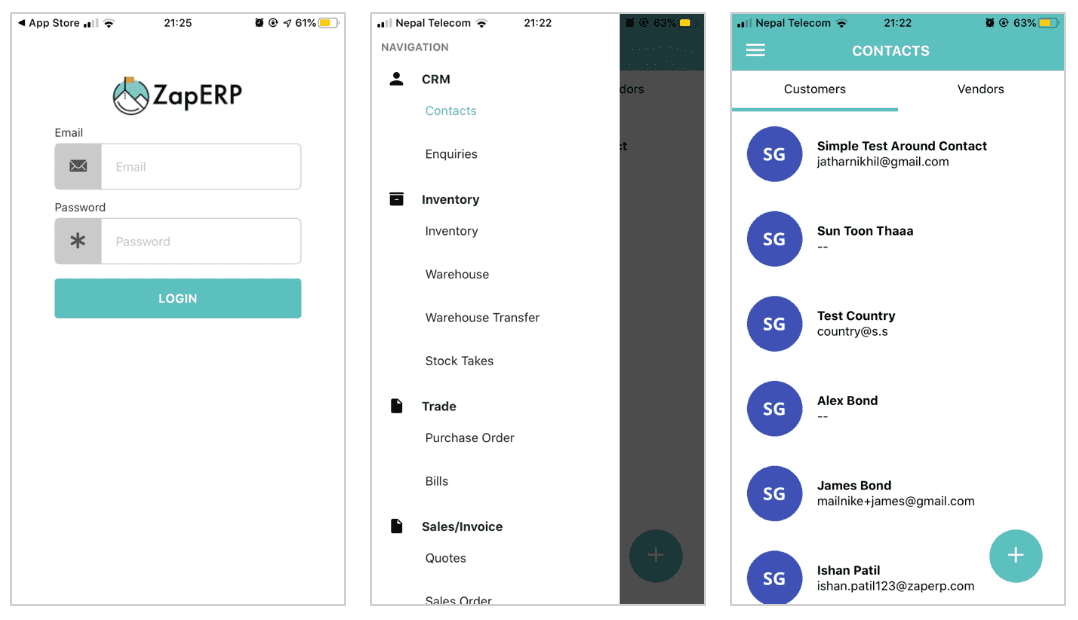 App Store
21:25
61%
ZapERP
Email
Email
Password
Password
LOGIN
Nepal Telecom
21:22
63%
NAVIGATION
CRM
Contacts
dors
Enquiries
Inventory
Inventory
Warehouse
Warehouse Transfer
Stock Takes
Trade
Purchase Order
Bills
Sales/Invoice
Quotes
+
Sales Order
Nepal Telecom
21:22
63%
CONTACTS
Customers
Vendors
SG
Simple Test Around Contact
jatharnikhil@gmail.com
SG
Sun Toon Thaaa
--
SG
Test Country
country@s.s
SG
Alex Bond
--
SG
James Bond
mailnike+james@gmail.com
+
SG
Ishan Patil
ishan.patil123@zaperp.com